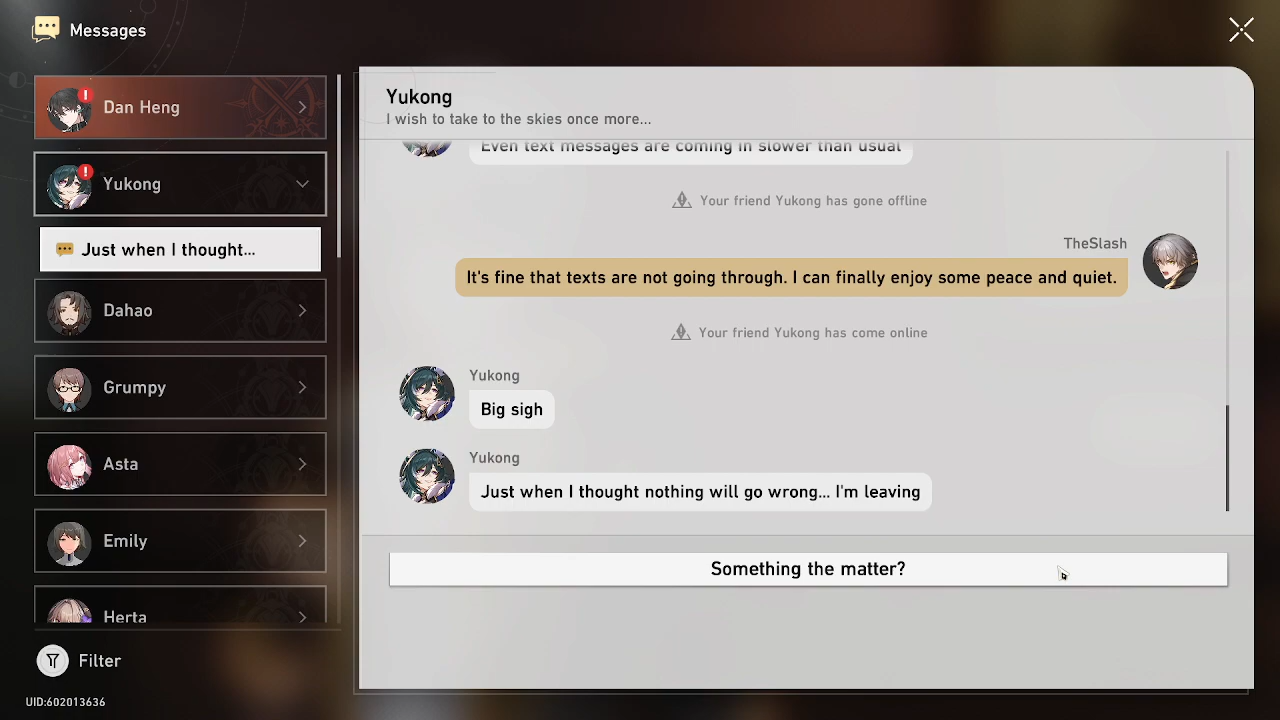 Messages
Dan Heng
Yukong
Just when I thought...
Dahao
Grumpy
Asta
Emily
Herta
Filter
UID:602013636
Yukong
I wish to take to the skies once more...
Even text messages are coming in slower than usual
Your friend Yukong has gone offline
TheSlash
It's fine that texts are not going through. I can finally enjoy some peace and quiet.
Your friend Yukong has come online
Yukong
Big sigh
Yukong
Just when I thought nothing will go wrong... I'm leaving
Something the matter?